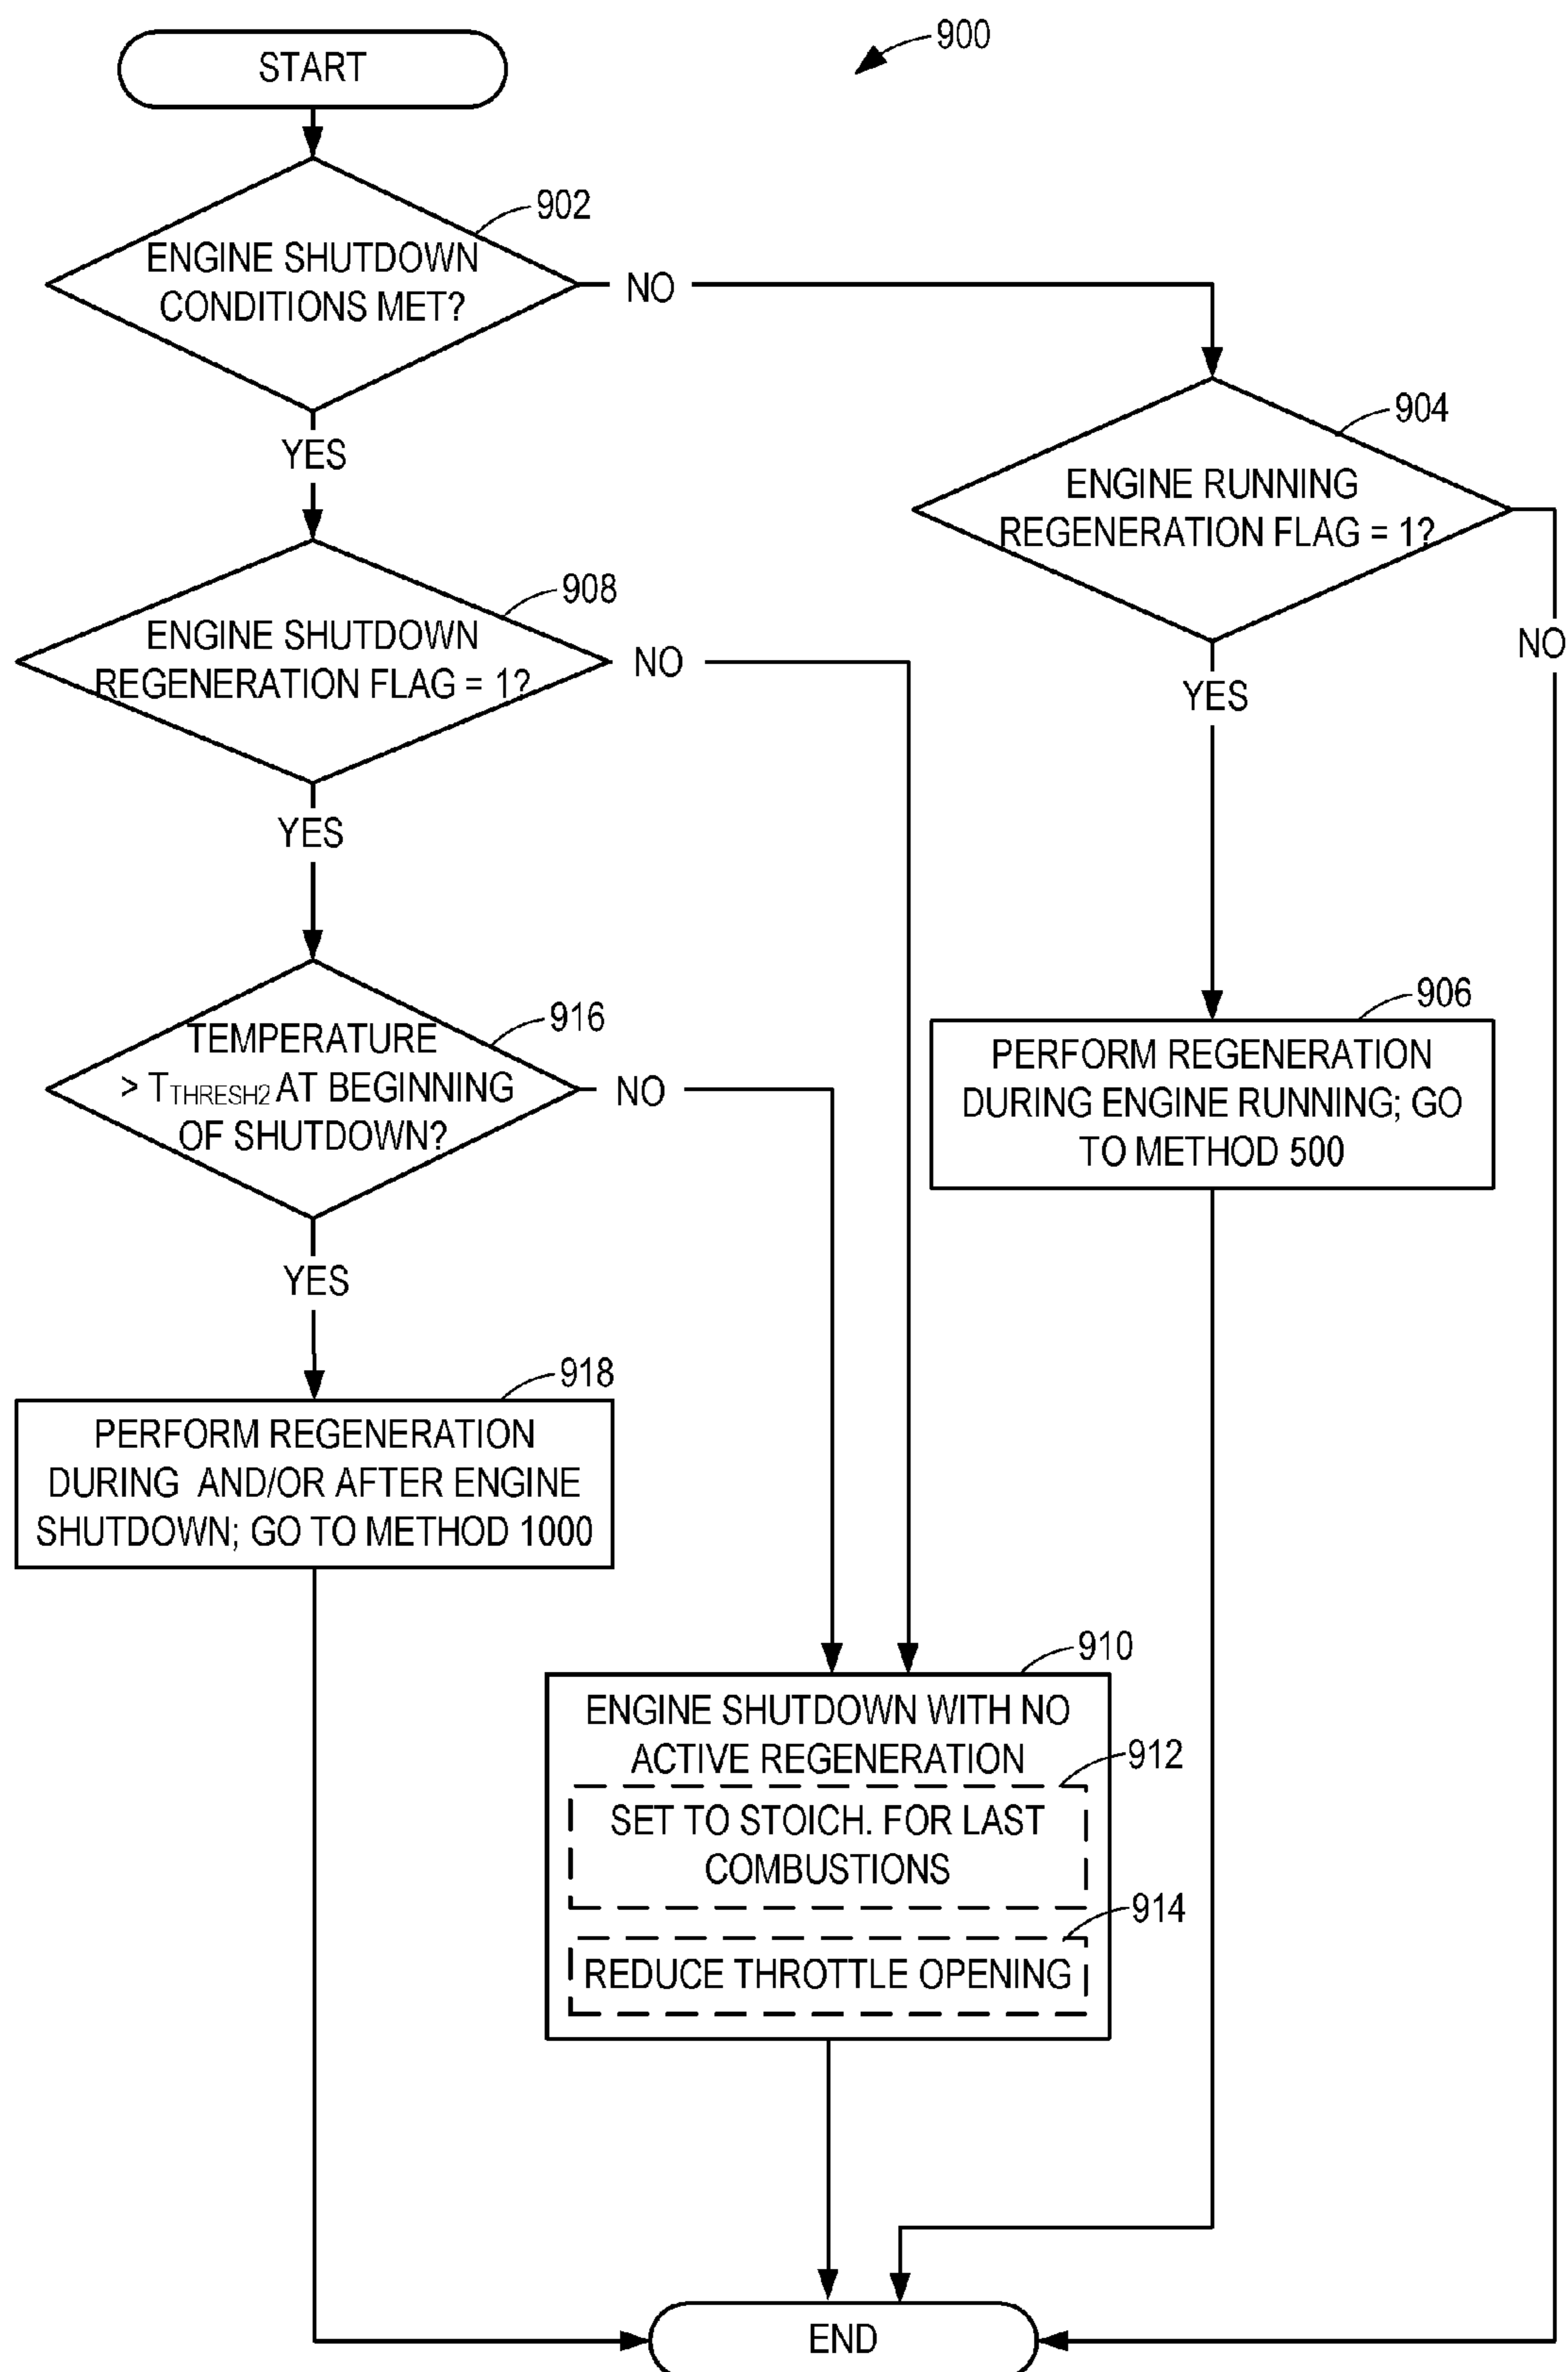 START
900
902
ENGINE SHUTDOWN
CONDITIONS MET?
NO
YES
904
ENGINE RUNNING
REGENERATION FLAG = 1?
NO
YES
908
ENGINE SHUTDOWN
REGENERATION FLAG = 1?
NO
YES
906
PERFORM REGENERATION
DURING ENGINE RUNNING; GO
TO METHOD 500
916
TEMPERATURE
> TTHRESH2 AT BEGINNING
OF SHUTDOWN?
NO
YES
918
PERFORM REGENERATION
DURING AND/OR AFTER ENGINE
SHUTDOWN; GO TO METHOD 1000
910
ENGINE SHUTDOWN WITH NO
ACTIVE REGENERATION
912
SET TO STOICH. FOR LAST
COMBUSTIONS
914
REDUCE THROTTLE OPENING
END